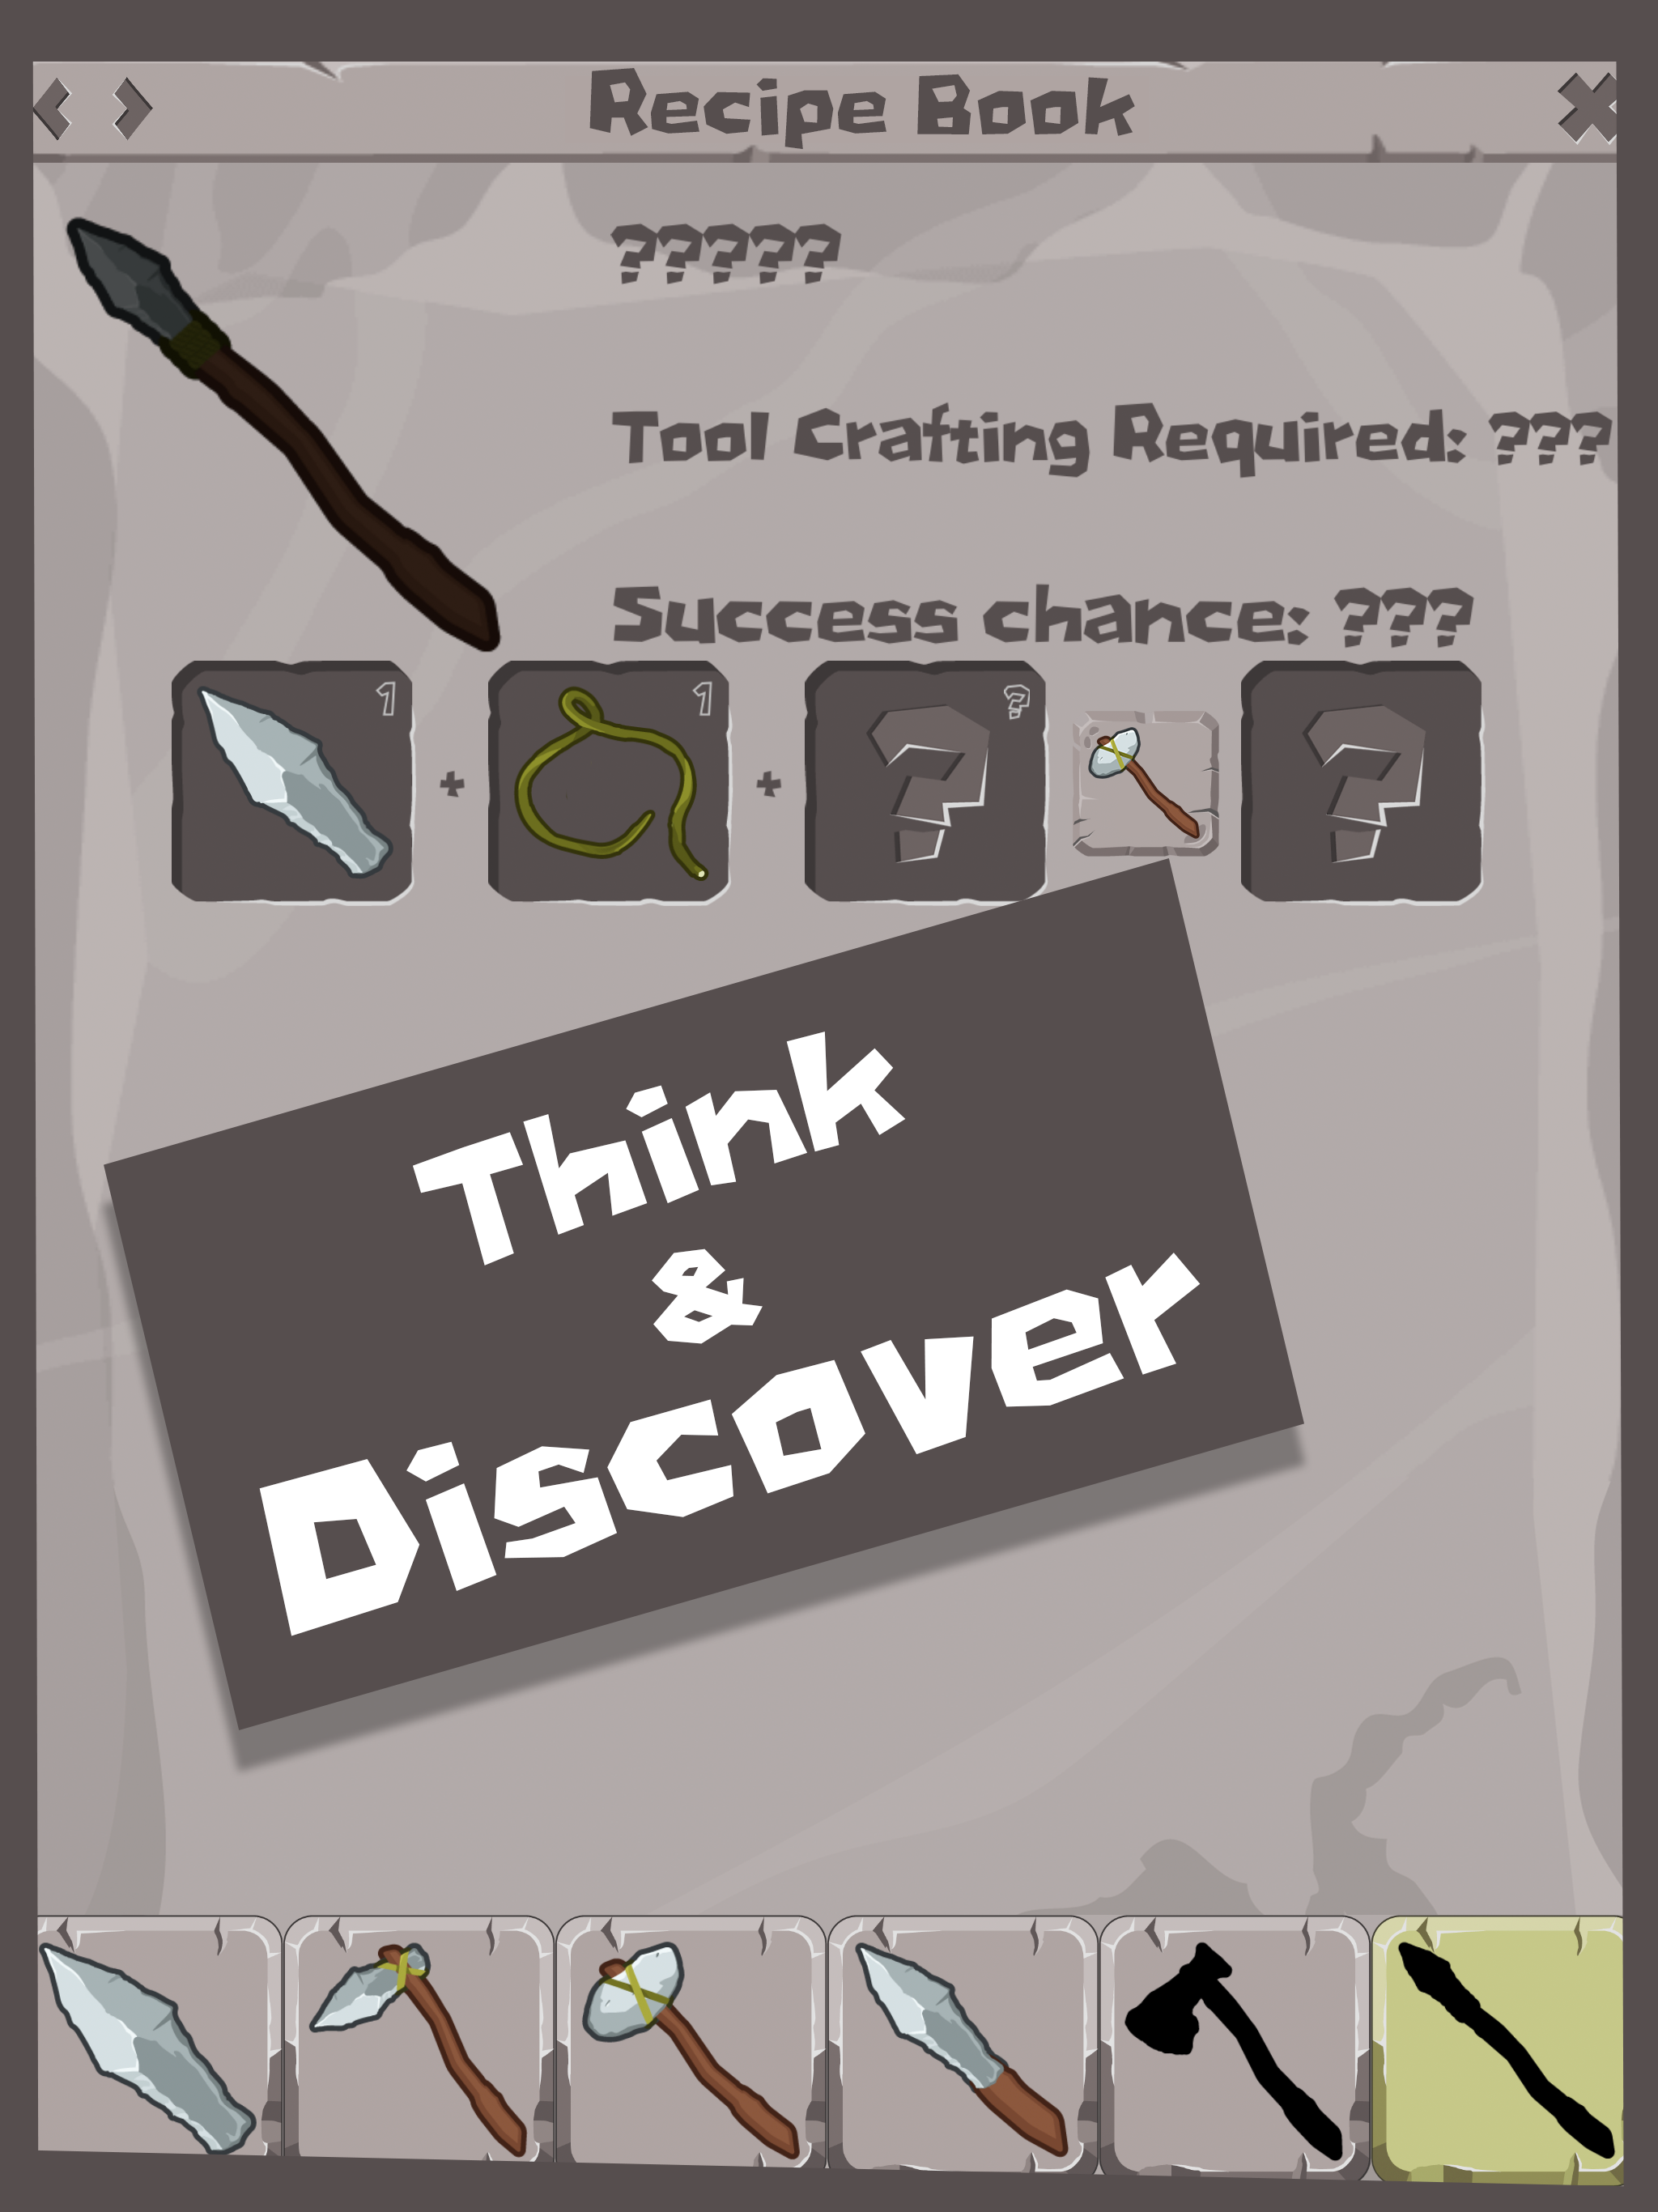 Recipe Book
?????
Tool Crafting Required: ???
Success chance: ???
1 + 1 + ?
Think
&
Discover